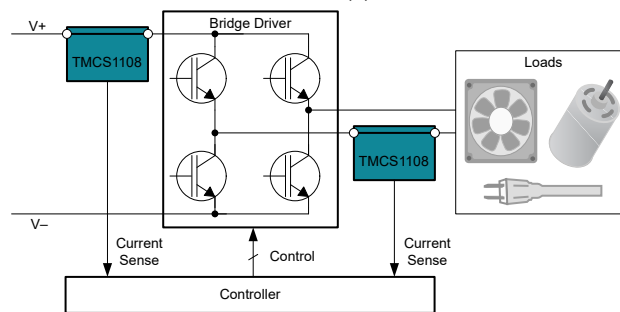 V+
Bridge Driver
TMCS1108
Loads
TMCS1108
V–
Current
Sense
Control
Current
Sense
Controller